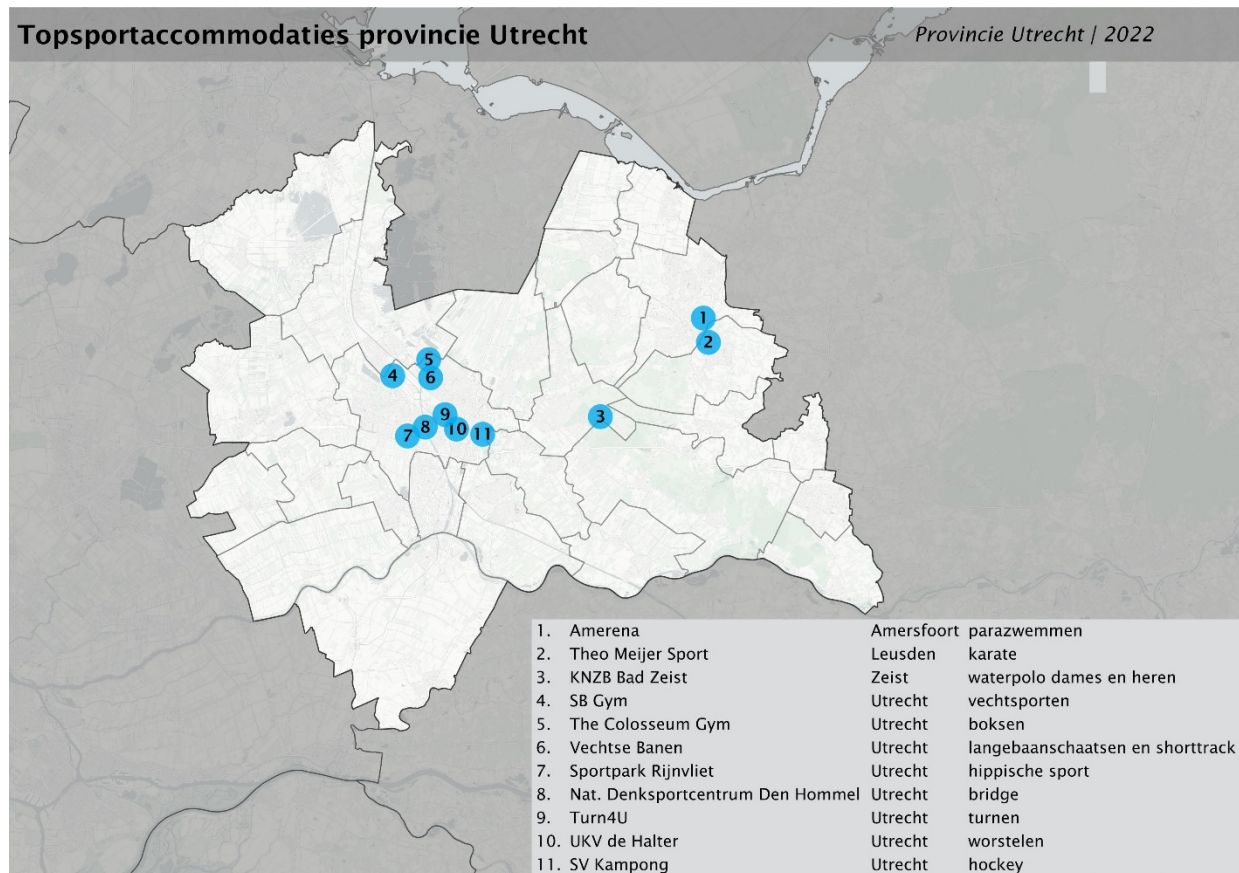 Topsportaccommodaties provincie Utrecht
Provincie Utrecht | 2022
1
2
3
4
5
6
7
8
9
10
11
1. Amerena Amersfoort parazwemmen
2. Theo Meijer Sport Leusden karate
3. KNZB Bad Zeist Zeist waterpolo dames en heren
4. SB Gym Utrecht vechtsporten
5. The Colosseum Gym Utrecht boksen
6. Vechtse Banen Utrecht langebaanschaatsen en shorttrack
7. Sportpark Rijnvliet Utrecht hippische sport
8. Nat. Denksportcentrum Den Hommel Utrecht bridge
9. Turn4U Utrecht turnen
10. UKV de Halter Utrecht worstelen
11. SV Kampong Utrecht hockey